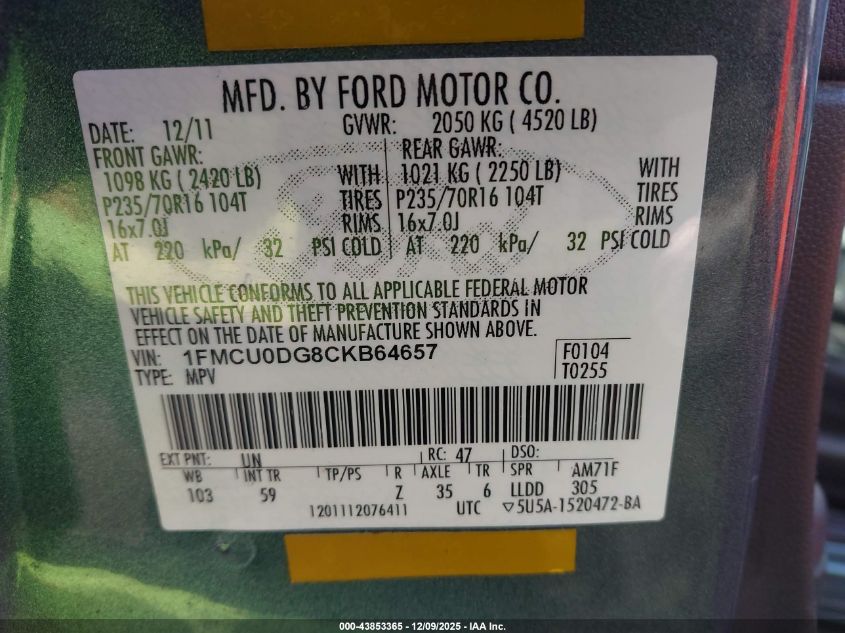 MFD. BY FORD MOTOR CO.
DATE: 12/11 GVWR: 2050 KG ( 4520 LB)
FRONT GAWR: REAR GAWR:
1098 KG ( 2420 LB) WITH 1021 KG ( 2250 LB) WITH
P235/70R16 104T TIRES P235/70R16 104T TIRES
16x7.0J RIMS 16x7.0J RIMS
AT 220 kPa/ 32 PSI COLD AT 220 kPa/ 32 PSI COLD
THIS VEHICLE CONFORMS TO ALL APPLICABLE FEDERAL MOTOR
VEHICLE SAFETY AND THEFT PREVENTION STANDARDS IN
EFFECT ON THE DATE OF MANUFACTURE SHOWN ABOVE.
VIN: 1FMCU0DG8CKB64657 F0104
TYPE: MPV T0255
EXT PNT: UN RC: 47 DSO:
WB INT TR TP/PS R AXLE TR SPR AM71F
103 59 Z 35 6 LLDD 305
1201112076411 UTC ▽5U5A-1520472-BA
000-43853365 - 12/09/2025 - IAA Inc.